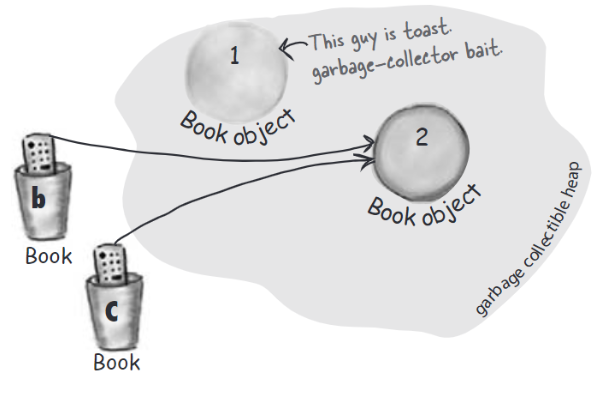 1
This guy is toast.
garbage-collector bait.
Book object
2
Book object
b
Book
c
Book
garbage collectible heap